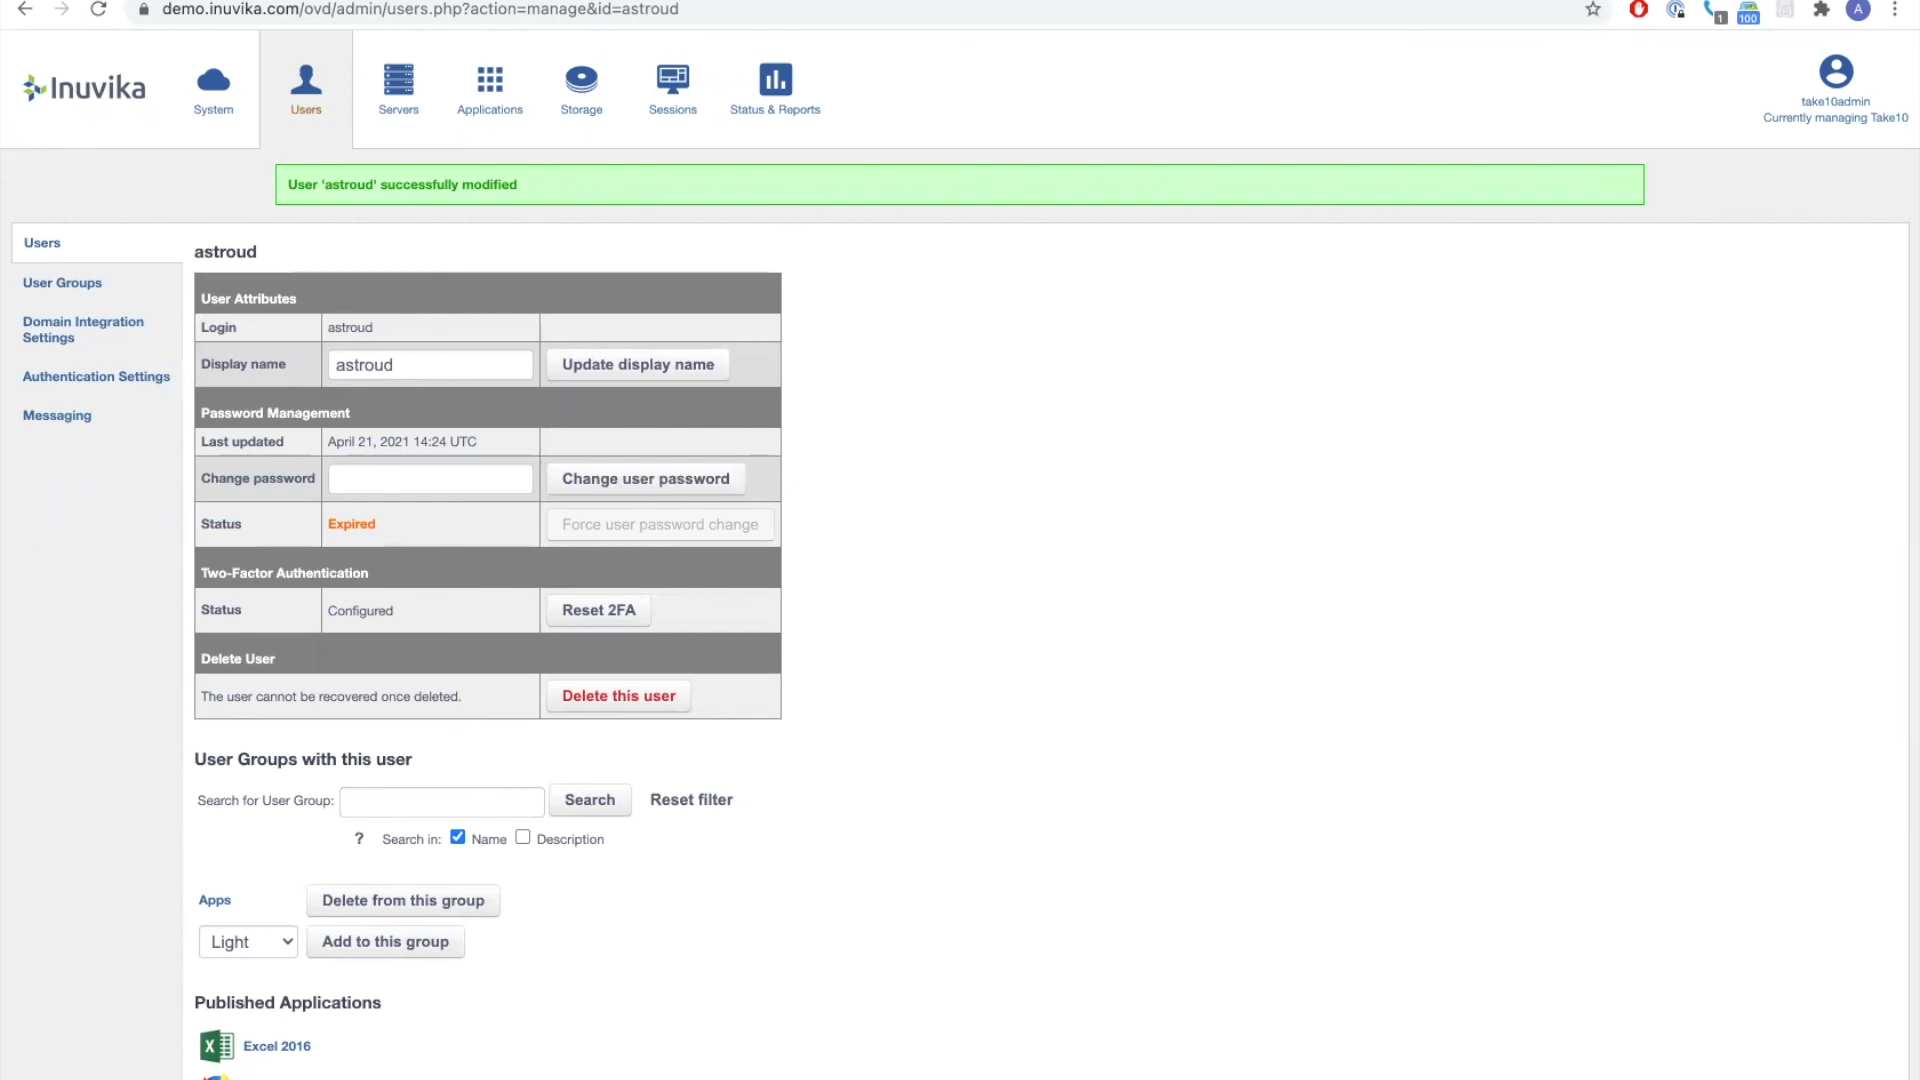 demo.inuvika.com/ovd/admin/users.php?action=manage&id=astroud
1
100
A
Inuvika
System
Users
Servers
Applications
Storage
Sessions
Status & Reports
take10admin
Currently managing Take10
User 'astroud' successfully modified
Users
User Groups
Domain Integration
Settings
Authentication Settings
Messaging
astroud
User Attributes
Login astroud
Display name astroud Update display name
Password Management
Last updated April 21, 2021 14:24 UTC
Change password Change user password
Status Expired Force user password change
Two-Factor Authentication
Status Configured Reset 2FA
Delete User
The user cannot be recovered once deleted. Delete this user
User Groups with this user
Search for User Group: Search Reset filter
? Search in: Name Description
Apps Delete from this group
Light Add to this group
Published Applications
Excel 2016